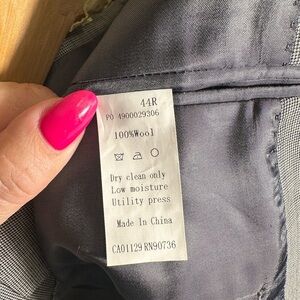 44R
PO 4900029306
100%Wool
Dry clean only
Low moisture
Utility press
Made In China
CA01129 RN90736